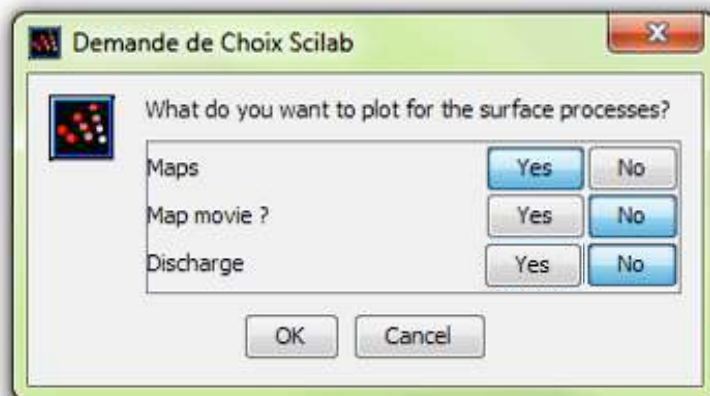 Demande de Choix Scilab
What do you want to plot for the surface processes?
Maps Yes No
Map movie ? Yes No
Discharge Yes No
OK Cancel